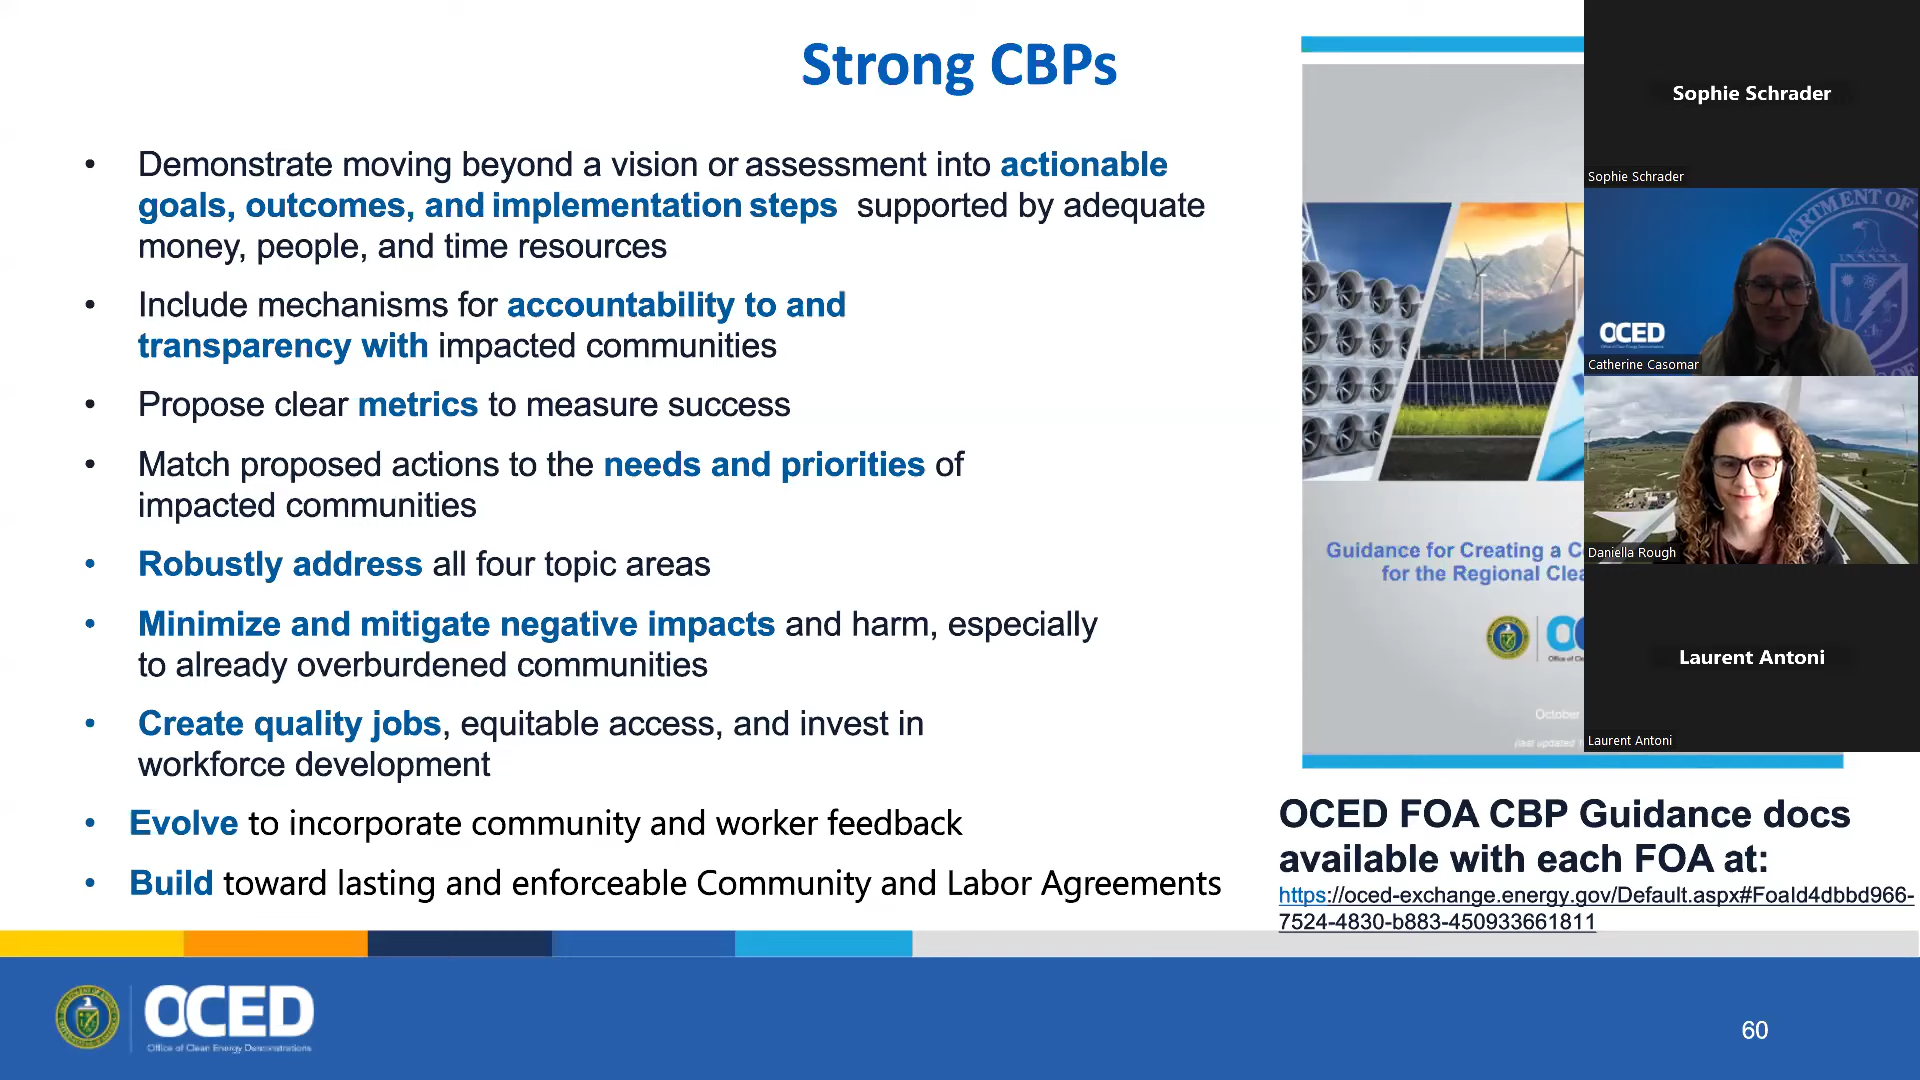 Strong CBPs
• Demonstrate moving beyond a vision or assessment into actionable
goals, outcomes, and implementation steps supported by adequate
money, people, and time resources
• Include mechanisms for accountability to and
transparency with impacted communities
• Propose clear metrics to measure success
• Match proposed actions to the needs and priorities of
impacted communities
• Robustly address all four topic areas
• Minimize and mitigate negative impacts and harm, especially
to already overburdened communities
• Create quality jobs, equitable access, and invest in
workforce development
• Evolve to incorporate community and worker feedback
• Build toward lasting and enforceable Community and Labor Agreements
Guidance for Creating a C
for the Regional Clea
October
(last updated
OCED FOA CBP Guidance docs
available with each FOA at:
https://oced-exchange.energy.gov/Default.aspx#FoaId4dbbd966-
7524-4830-b883-450933661811
Sophie Schrader
Sophie Schrader
OCED
Catherine Casomar
Daniella Rough
Laurent Antoni
Laurent Antoni
OCED
Office of Clean Energy Demonstrations
60